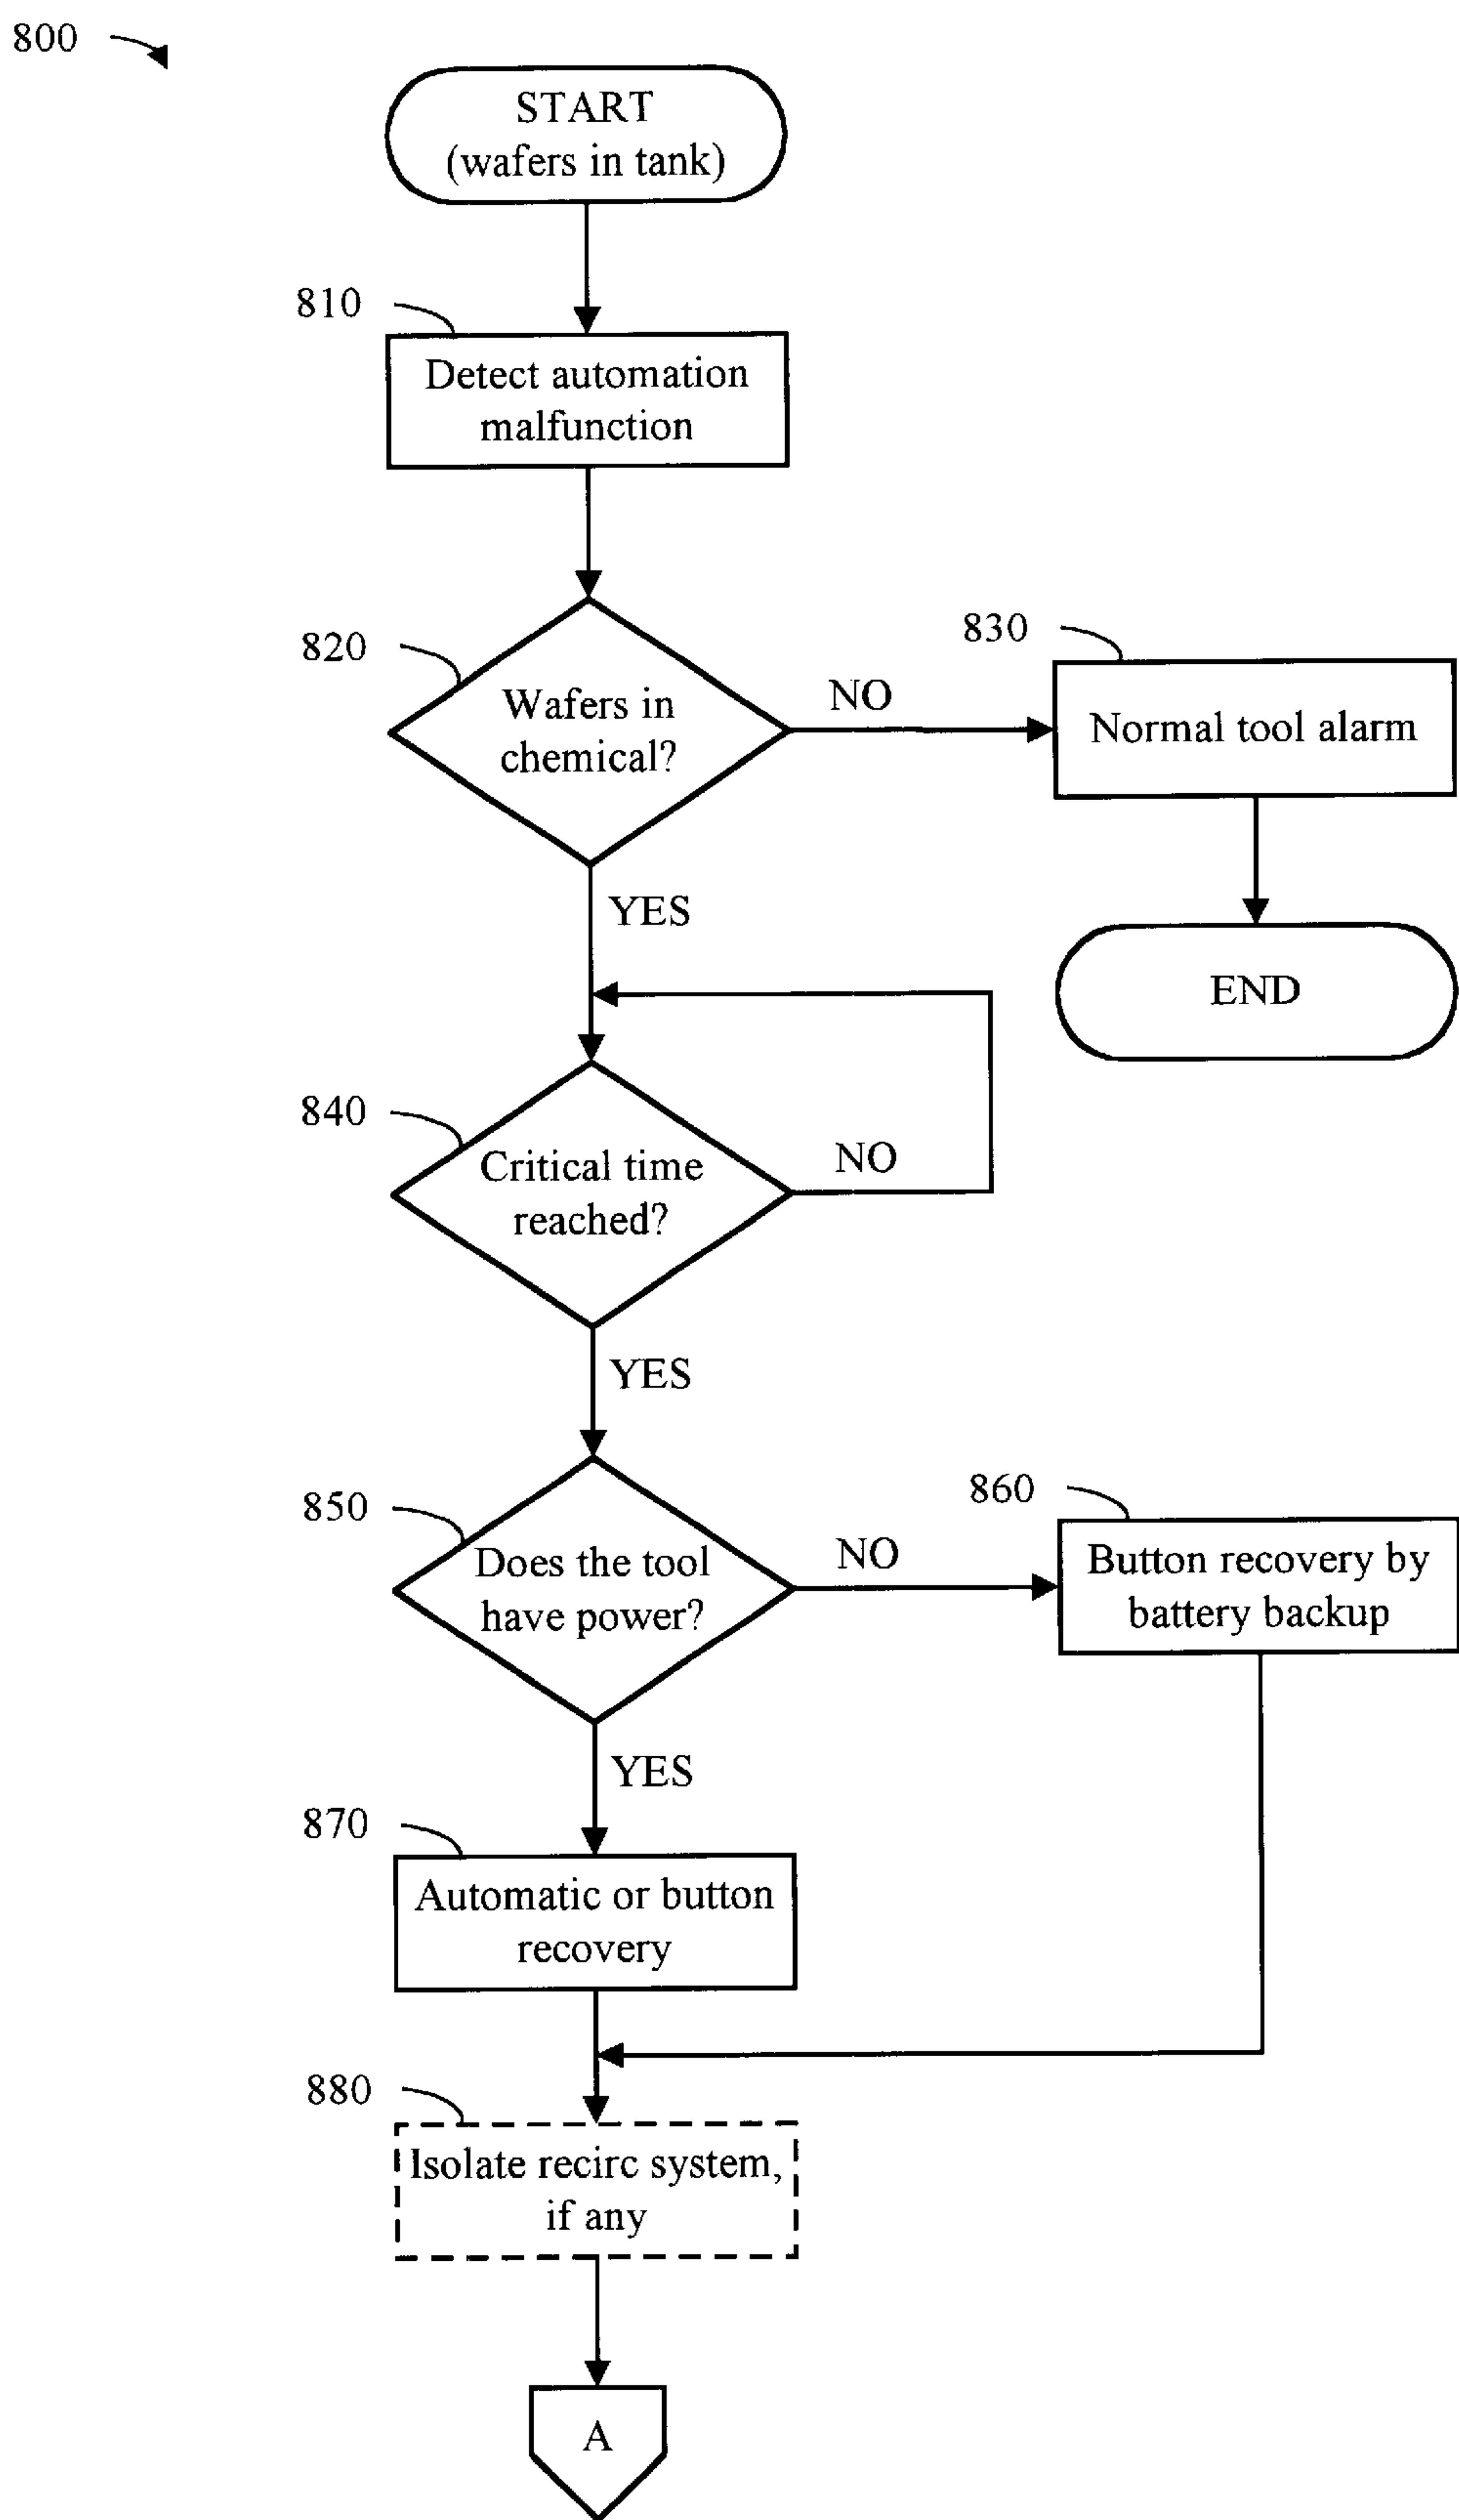 800
START
(wafers in tank)
810
Detect automation
malfunction
820
Wafers in
chemical?
NO
830
Normal tool alarm
YES
END
840
Critical time
reached?
NO
YES
850
Does the tool
have power?
NO
860
Button recovery by
battery backup
YES
870
Automatic or button
recovery
880
Isolate recirc system,
if any
A